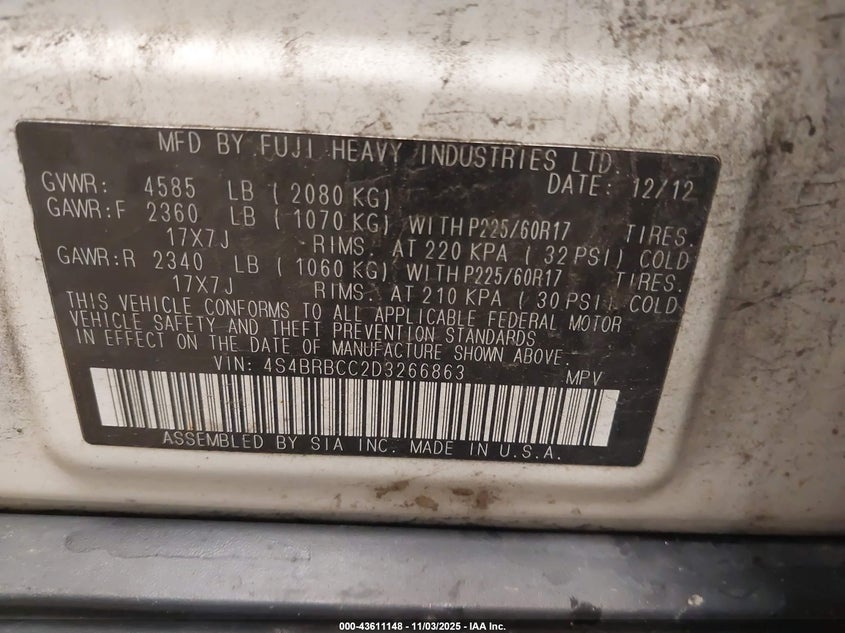 MFD BY FUJI HEAVY INDUSTRIES LTD.
GVWR: 4585 LB ( 2080 KG) DATE: 12/12
GAWR:F 2360 LB ( 1070 KG) WITH P225/60R17 TIRES.
17X7J RIMS. AT 220 KPA ( 32 PSI) COLD
GAWR:R 2340 LB ( 1060 KG) WITH P225/60R17 TIRES.
17X7J RIMS. AT 210 KPA ( 30 PSI) COLD
THIS VEHICLE CONFORMS TO ALL APPLICABLE FEDERAL MOTOR
VEHICLE SAFETY AND THEFT PREVENTION STANDARDS
IN EFFECT ON THE DATE OF MANUFACTURE SHOWN ABOVE.
VIN: 4S4BRBCC2D3266863 MPV
ASSEMBLED BY SIA INC. MADE IN U.S.A.
000-43611148 - 11/03/2025 - IAA Inc.